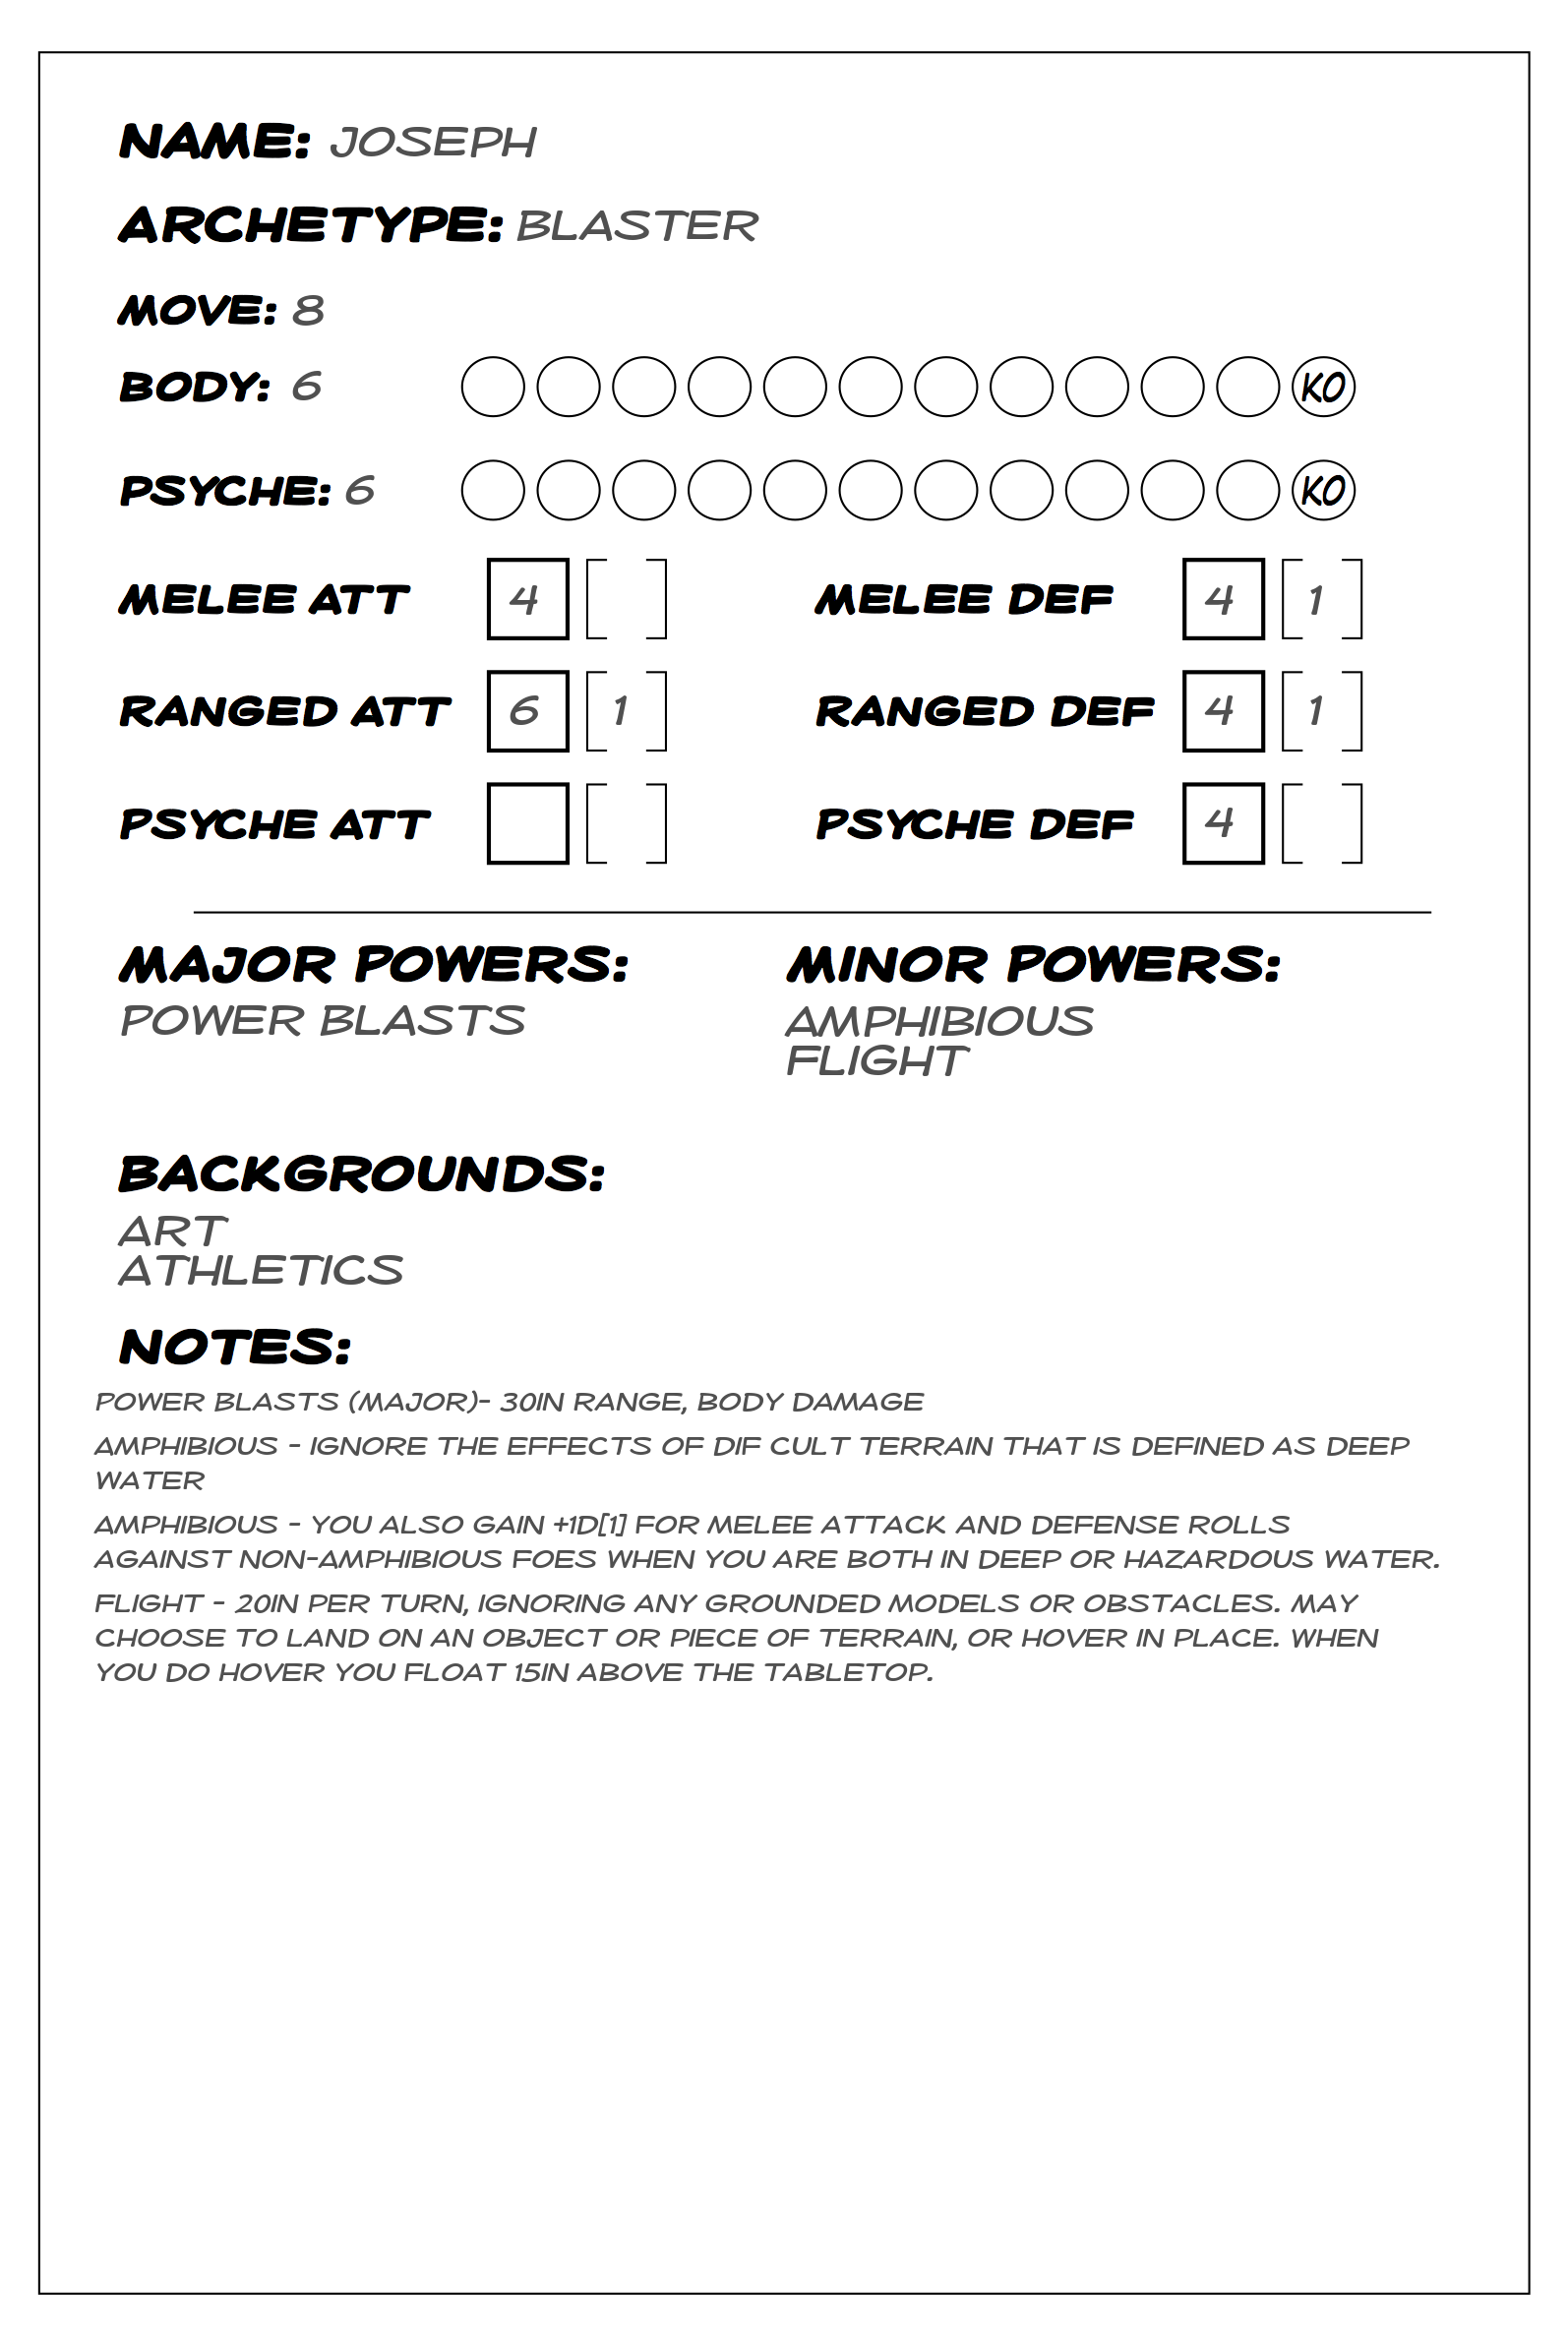 NAME: JOSEPH
ARCHETYPE: BLASTER
MOVE: 8
BODY: 6 KO
PSYCHE: 6 KO
MELEE ATT 4 MELEE DEF 4 1
RANGED ATT 6 1 RANGED DEF 4 1
PSYCHE ATT PSYCHE DEF 4
MAJOR POWERS: MINOR POWERS:
POWER BLASTS AMPHIBIOUS
FLIGHT
BACKGROUNDS:
ART
ATHLETICS
NOTES:
POWER BLASTS (MAJOR)- 30IN RANGE, BODY DAMAGE
AMPHIBIOUS - IGNORE THE EFFECTS OF DIF CULT TERRAIN THAT IS DEFINED AS DEEP
WATER
AMPHIBIOUS - YOU ALSO GAIN +1D[1] FOR MELEE ATTACK AND DEFENSE ROLLS
AGAINST NON-AMPHIBIOUS FOES WHEN YOU ARE BOTH IN DEEP OR HAZARDOUS WATER.
FLIGHT - 20IN PER TURN, IGNORING ANY GROUNDED MODELS OR OBSTACLES. MAY
CHOOSE TO LAND ON AN OBJECT OR PIECE OF TERRAIN, OR HOVER IN PLACE. WHEN
YOU DO HOVER YOU FLOAT 15IN ABOVE THE TABLETOP.